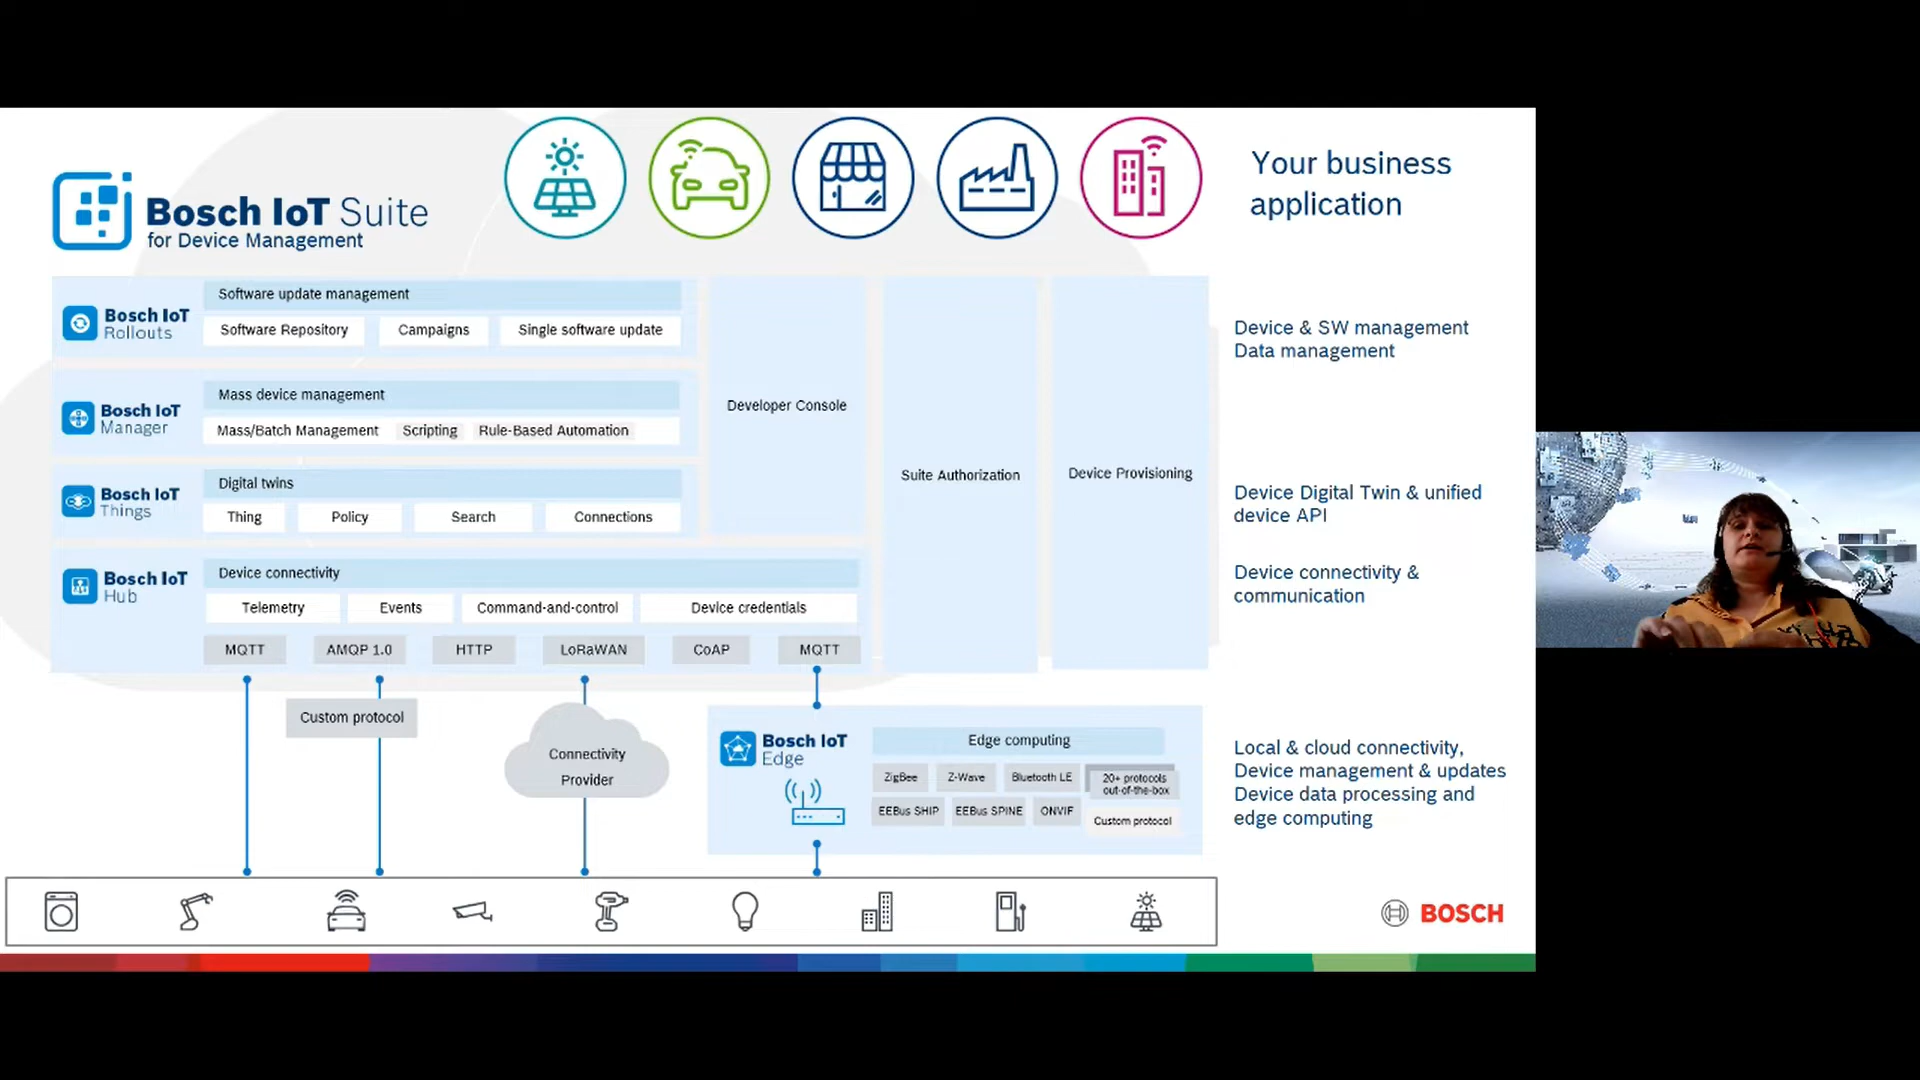 Bosch IoT Suite
for Device Management
Your business
application
Bosch IoT
Rollouts
Software update management
Software Repository
Campaigns
Single software update
Device & SW management
Data management
Bosch IoT
Manager
Mass device management
Mass/Batch Management
Scripting
Rule-Based Automation
Developer Console
Suite Authorization
Device Provisioning
Bosch IoT
Things
Digital twins
Thing
Policy
Search
Connections
Device Digital Twin & unified
device API
Bosch IoT
Hub
Device connectivity
Telemetry
Events
Command-and-control
Device credentials
MQTT
AMQP 1.0
HTTP
LoRaWAN
CoAP
MQTT
Device connectivity &
communication
Custom protocol
Connectivity
Provider
Bosch IoT
Edge
Edge computing
ZigBee
Z-Wave
Bluetooth LE
20+ protocols
out-of-the-box
EEBus SHIP
EEBus SPINE
ONVIF
Custom protocol
Local & cloud connectivity,
Device management & updates
Device data processing and
edge computing
BOSCH